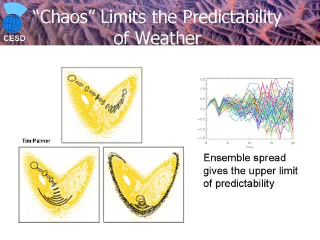 “Chaos” Limits the Predictability
of Weather
CESD
Tim Palmer
Ensemble spread
gives the upper limit
of predictability